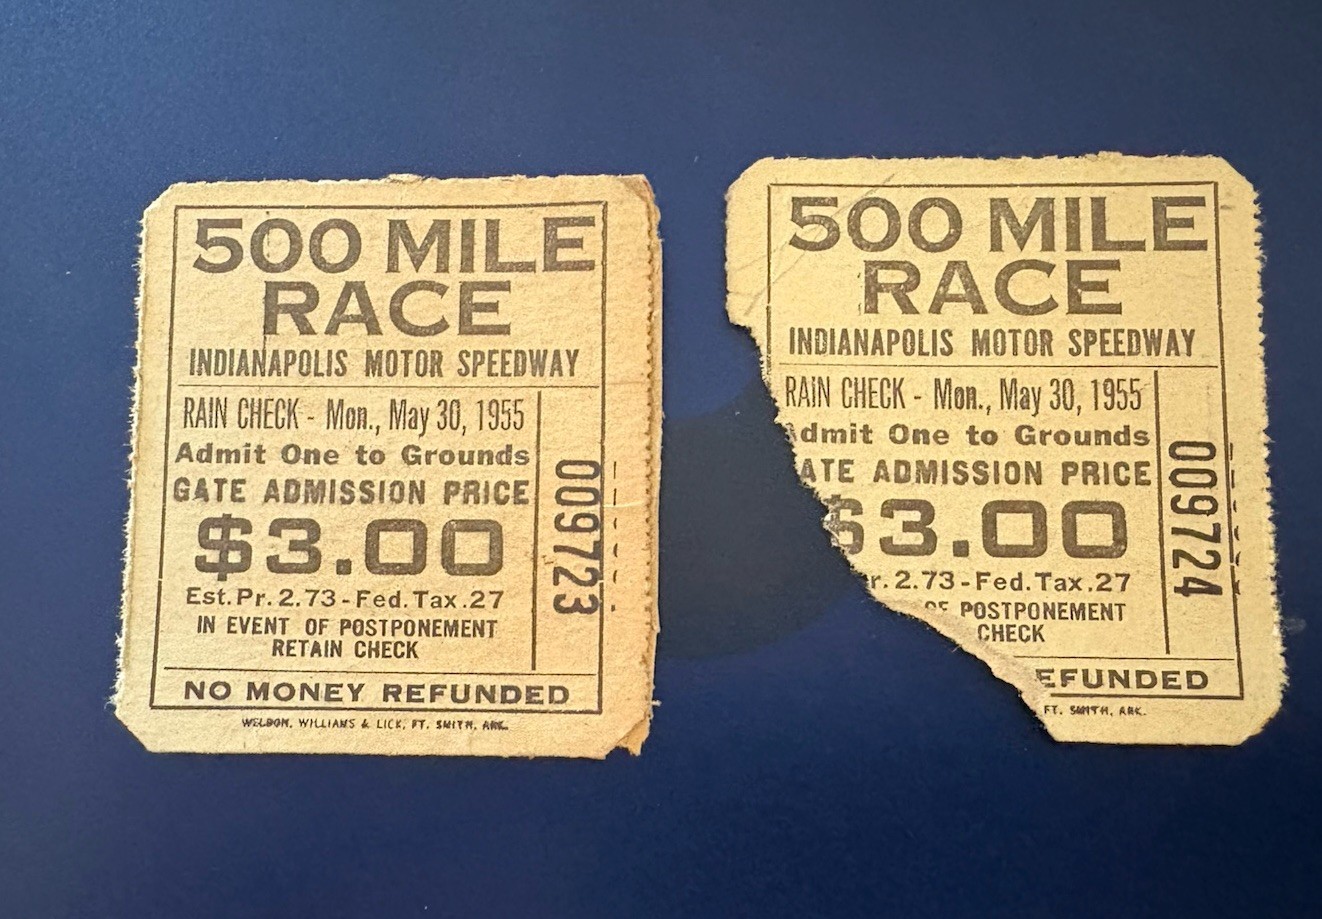 500 MILE
RACE
INDIANAPOLIS MOTOR SPEEDWAY
RAIN CHECK - Mon., May 30, 1955
Admit One to Grounds
GATE ADMISSION PRICE
$3.00
Est. Pr. 2.73 - Fed. Tax .27
IN EVENT OF POSTPONEMENT
RETAIN CHECK
NO MONEY REFUNDED
WELDON, WILLIAMS & LICK, FT. SMITH, ARK.
009723
500 MILE
RACE
INDIANAPOLIS MOTOR SPEEDWAY
RAIN CHECK - Mon., May 30, 1955
Admit One to Grounds
ATE ADMISSION PRICE
$3.00
r. 2.73 - Fed. Tax .27
OF POSTPONEMENT
CHECK
EFUNDED
FT. SMITH, ARK.
009724